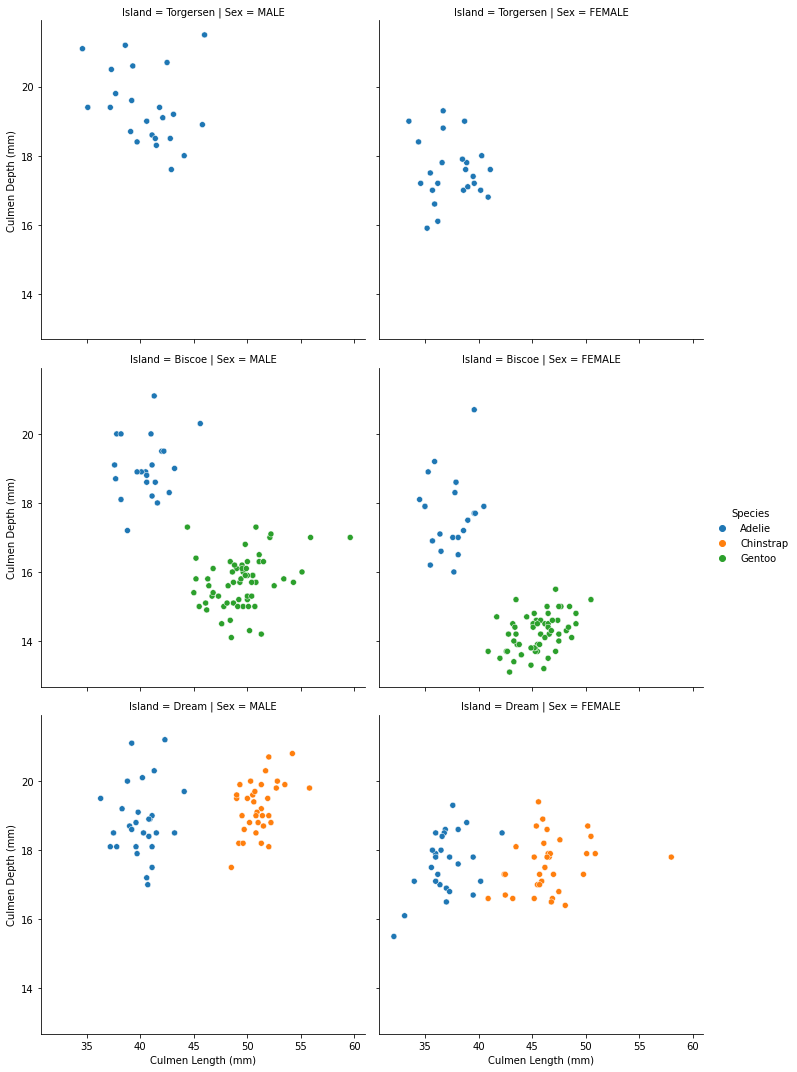 Island = Torgersen | Sex = MALE
Island = Torgersen | Sex = FEMALE
20
18
16
14
Culmen Depth (mm)
Island = Biscoe | Sex = MALE
Island = Biscoe | Sex = FEMALE
20
18
16
14
Culmen Depth (mm)
Species
Adelie
Chinstrap
Gentoo
Island = Dream | Sex = MALE
Island = Dream | Sex = FEMALE
20
18
16
14
Culmen Depth (mm)
35 40 45 50 55 60
35 40 45 50 55 60
Culmen Length (mm)
Culmen Length (mm)